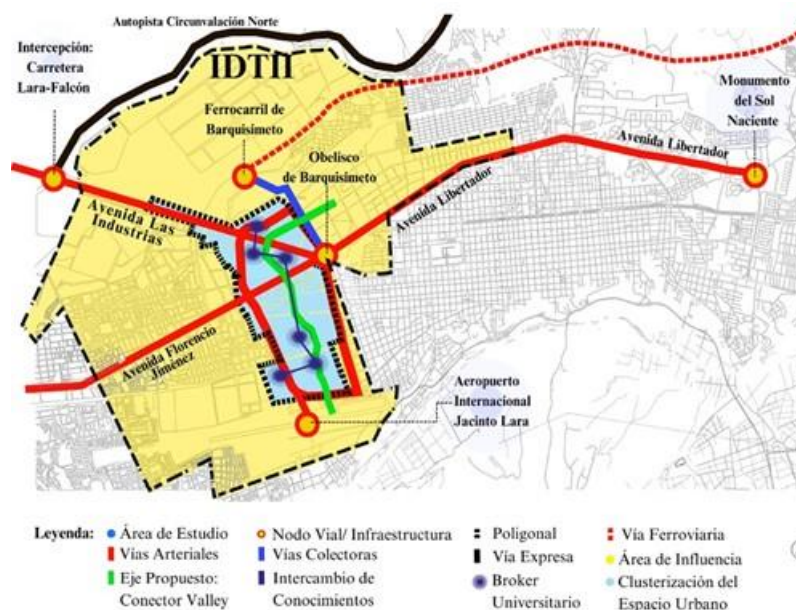 Autopista Circunvalación Norte
Intercepción:
Carretera
Lara-Falcón
IDTII
Ferrocarril de
Barquisimeto
Monumento
del Sol
Naciente
Obelisco
de Barquisimeto
Avenida Libertador
Avenida Libertador
Avenida Las
Industrias
Avenida Florencio
Jiménez
Aeropuerto
Internacional
Jacinto Lara
Leyenda:
Área de Estudio
Nodo Vial/ Infraestructura
Poligonal
Vía Ferroviaria
Vías Arteriales
Vías Colectoras
Vía Expresa
Área de Influencia
Eje Propuesto:
Conector Valley
Intercambio de
Conocimientos
Broker
Universitario
Clusterización del
Espacio Urbano